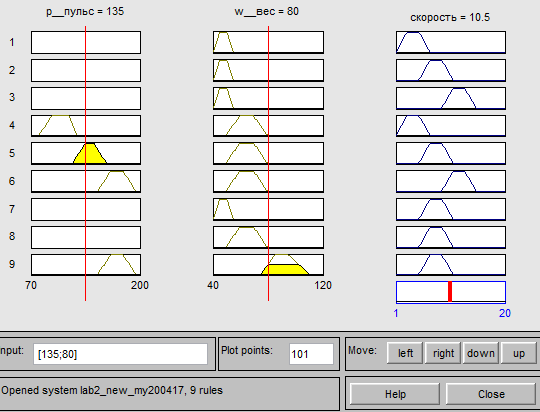 р__пульс = 135
w__вес = 80
скорость = 10.5
1
2
3
4
5
6
7
8
9
70 200
40 120
1 20
nput: [135;80]
Plot points: 101
Move: left right down up
Opened system lab2_new_my200417, 9 rules
Help Close